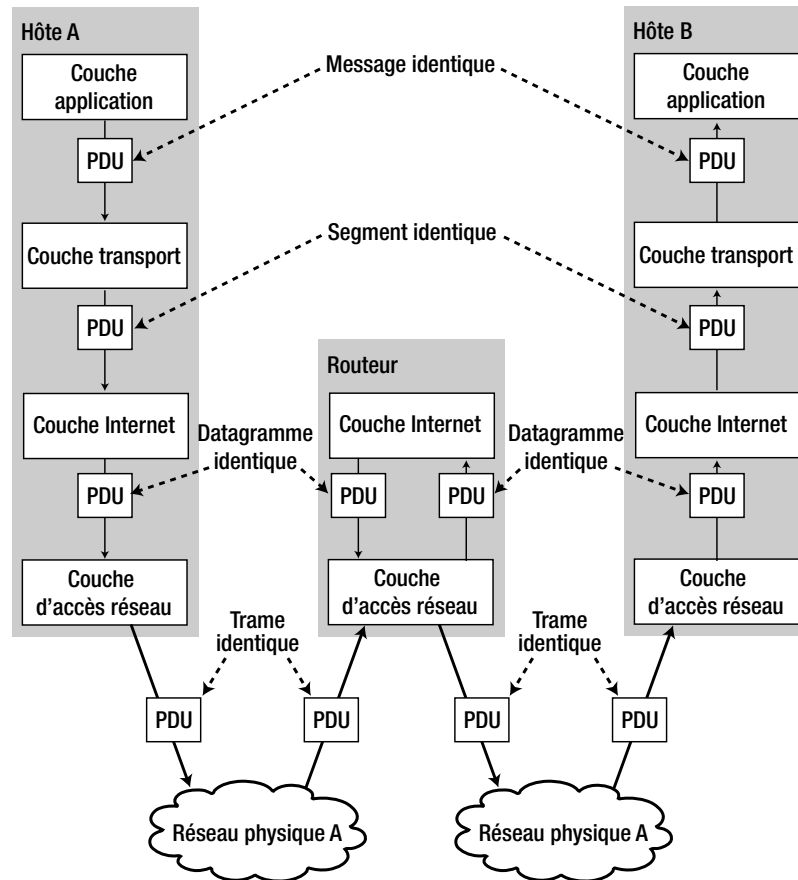 Hôte A
Hôte B
Couche
application
Message identique
Couche
application
PDU
PDU
Couche transport
Segment identique
Couche transport
PDU
PDU
Routeur
Couche Internet
Couche Internet
Couche Internet
Datagramme
identique
Datagramme
identique
PDU
PDU
PDU
PDU
Couche
d'accès réseau
Couche
d'accès réseau
Couche
d'accès réseau
Trame
identique
Trame
identique
PDU
PDU
PDU
PDU
Réseau physique A
Réseau physique A